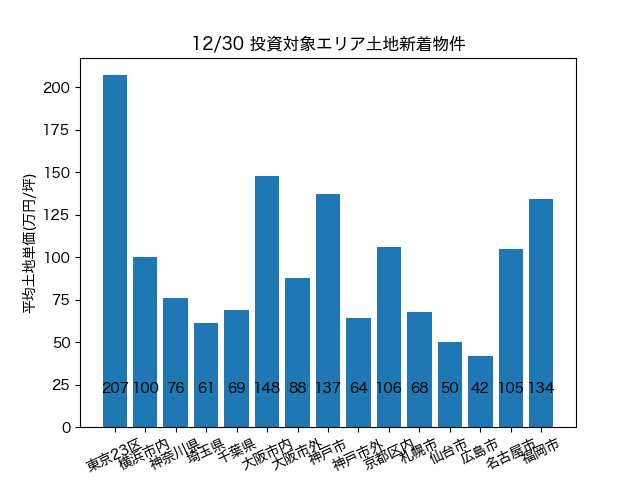 12/30 投資対象エリア土地新着物件
平均土地単価(万円/坪)
200
175
150
125
100
75
50
25
0
207 100 76 61 69 148 88 137 64 106 68 50 42 105 134
東京23区 横浜市内 神奈川県 埼玉県 千葉県 大阪市内 大阪市外 神戸市 神戸市外 京都区内 札幌市 仙台市 広島市 名古屋市 福岡市